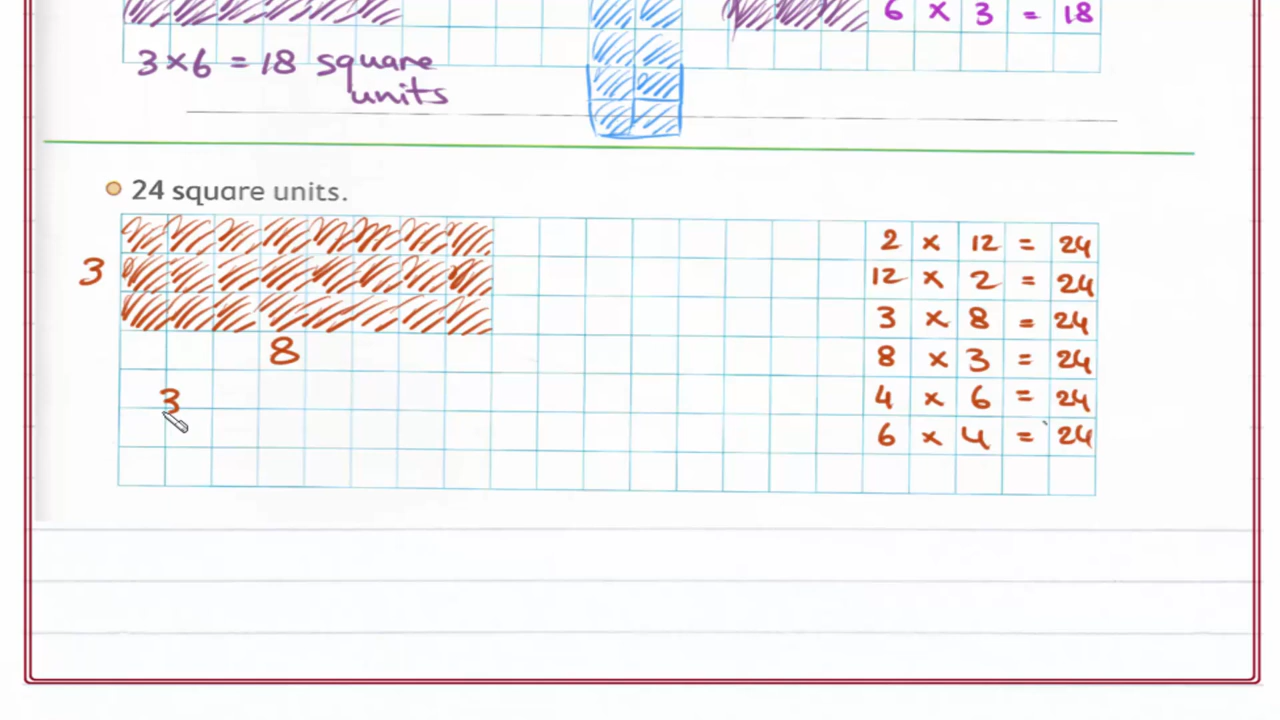 6 × 3 = 18
3 × 6 = 18 square
units
24 square units.
2 × 12 = 24
12 × 2 = 24
3
3 × 8 = 24
8
8 × 3 = 24
3
4 × 6 = 24
6 × 4 = 24